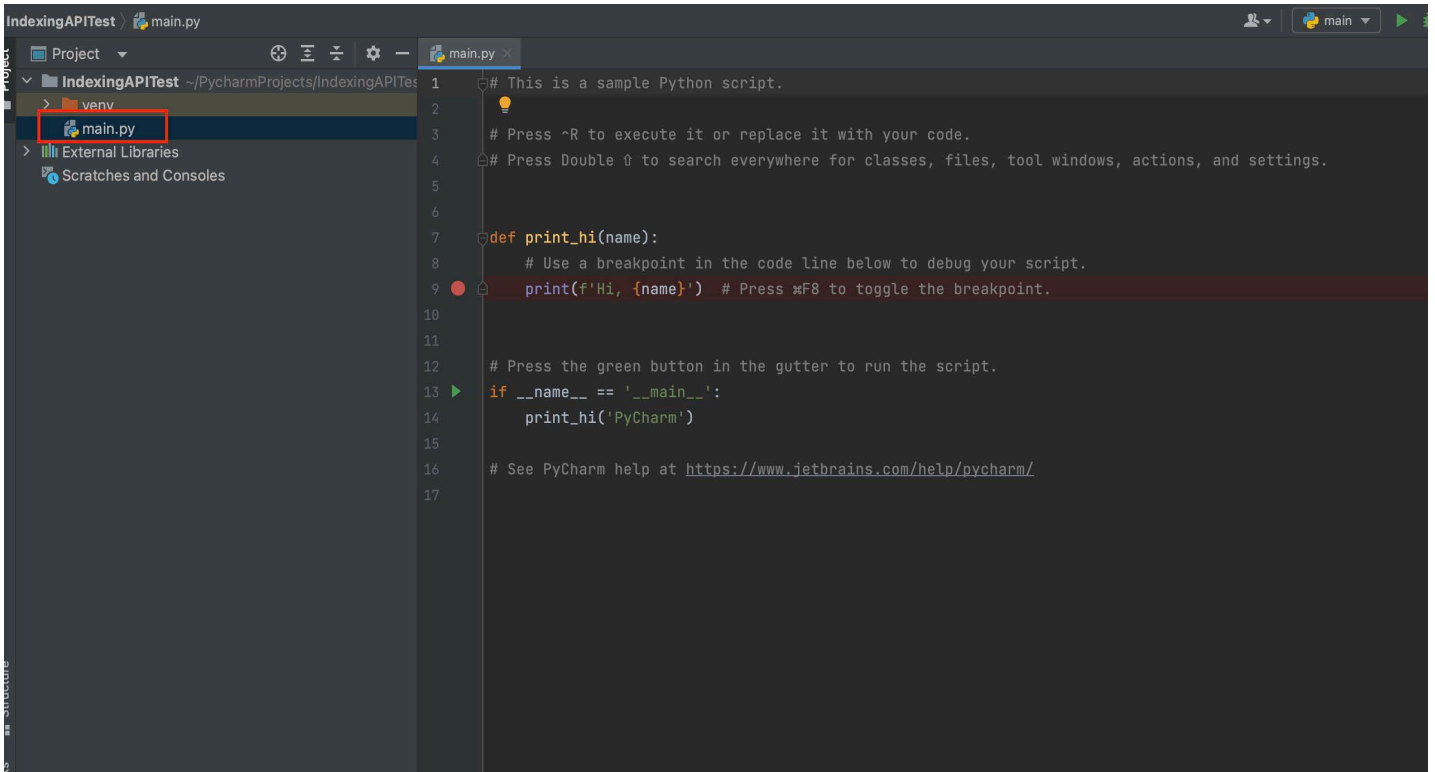 IndexingAPITest main.py
main
Project
Project
main.py
IndexingAPITest ~/PycharmProjects/IndexingAPITes
venv
main.py
External Libraries
Scratches and Consoles
1 # This is a sample Python script.
2
3 # Press ⌃R to execute it or replace it with your code.
4 # Press Double ⇧ to search everywhere for classes, files, tool windows, actions, and settings.
5
6
7 def print_hi(name):
8 # Use a breakpoint in the code line below to debug your script.
9 print(f'Hi, {name}') # Press ⌘F8 to toggle the breakpoint.
10
11
12 # Press the green button in the gutter to run the script.
13 if __name__ == '__main__':
14 print_hi('PyCharm')
15
16 # See PyCharm help at https://www.jetbrains.com/help/pycharm/
17
Structure